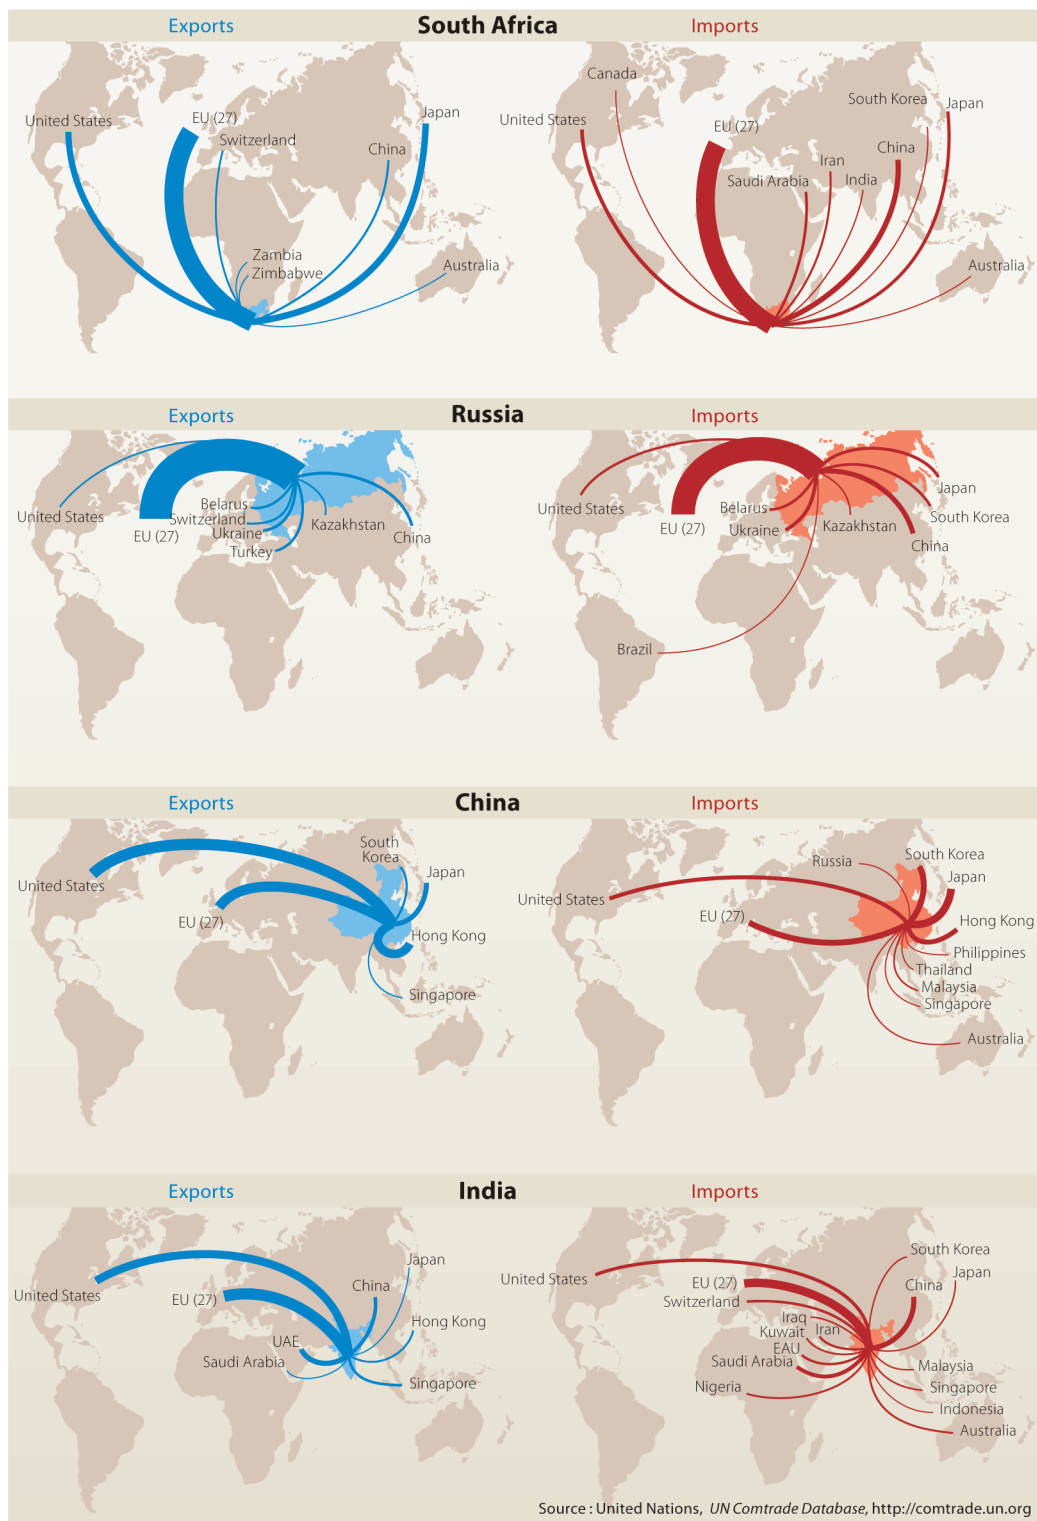 Exports South Africa Imports
United States
EU (27)
Switzerland
Japan
China
Zambia
Zimbabwe
Australia
Canada
United States
EU (27)
South Korea
Japan
China
Iran
India
Saudi Arabia
Australia
Exports Russia Imports
United States
EU (27)
Belarus
Switzerland
Ukraine
Turkey
Kazakhstan
China
United States
EU (27)
Belarus
Ukraine
Kazakhstan
Japan
South Korea
China
Brazil
Exports China Imports
United States
EU (27)
South
Korea
Japan
Hong Kong
Singapore
United States
EU (27)
Russia
South Korea
Japan
Hong Kong
Philippines
Thailand
Malaysia
Singapore
Australia
Exports India Imports
United States
EU (27)
Japan
China
Hong Kong
UAE
Saudi Arabia
Singapore
United States
EU (27)
Switzerland
Iraq
Kuwait
Iran
EAU
Saudi Arabia
Nigeria
South Korea
Japan
China
Malaysia
Singapore
Indonesia
Australia
Source : United Nations, UN Comtrade Database, http://comtrade.un.org